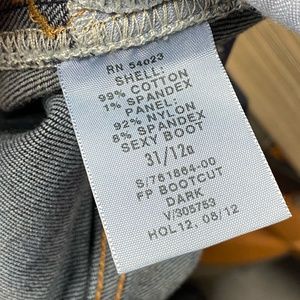 RN 54023
SHELL:
99% COTTON
1% SPANDEX
PANEL:
92% NYLON
8% SPANDEX
SEXY BOOT
31/12a
S/761864-00
FP BOOTCUT
DARK
V/305753
HOL12, 08/12